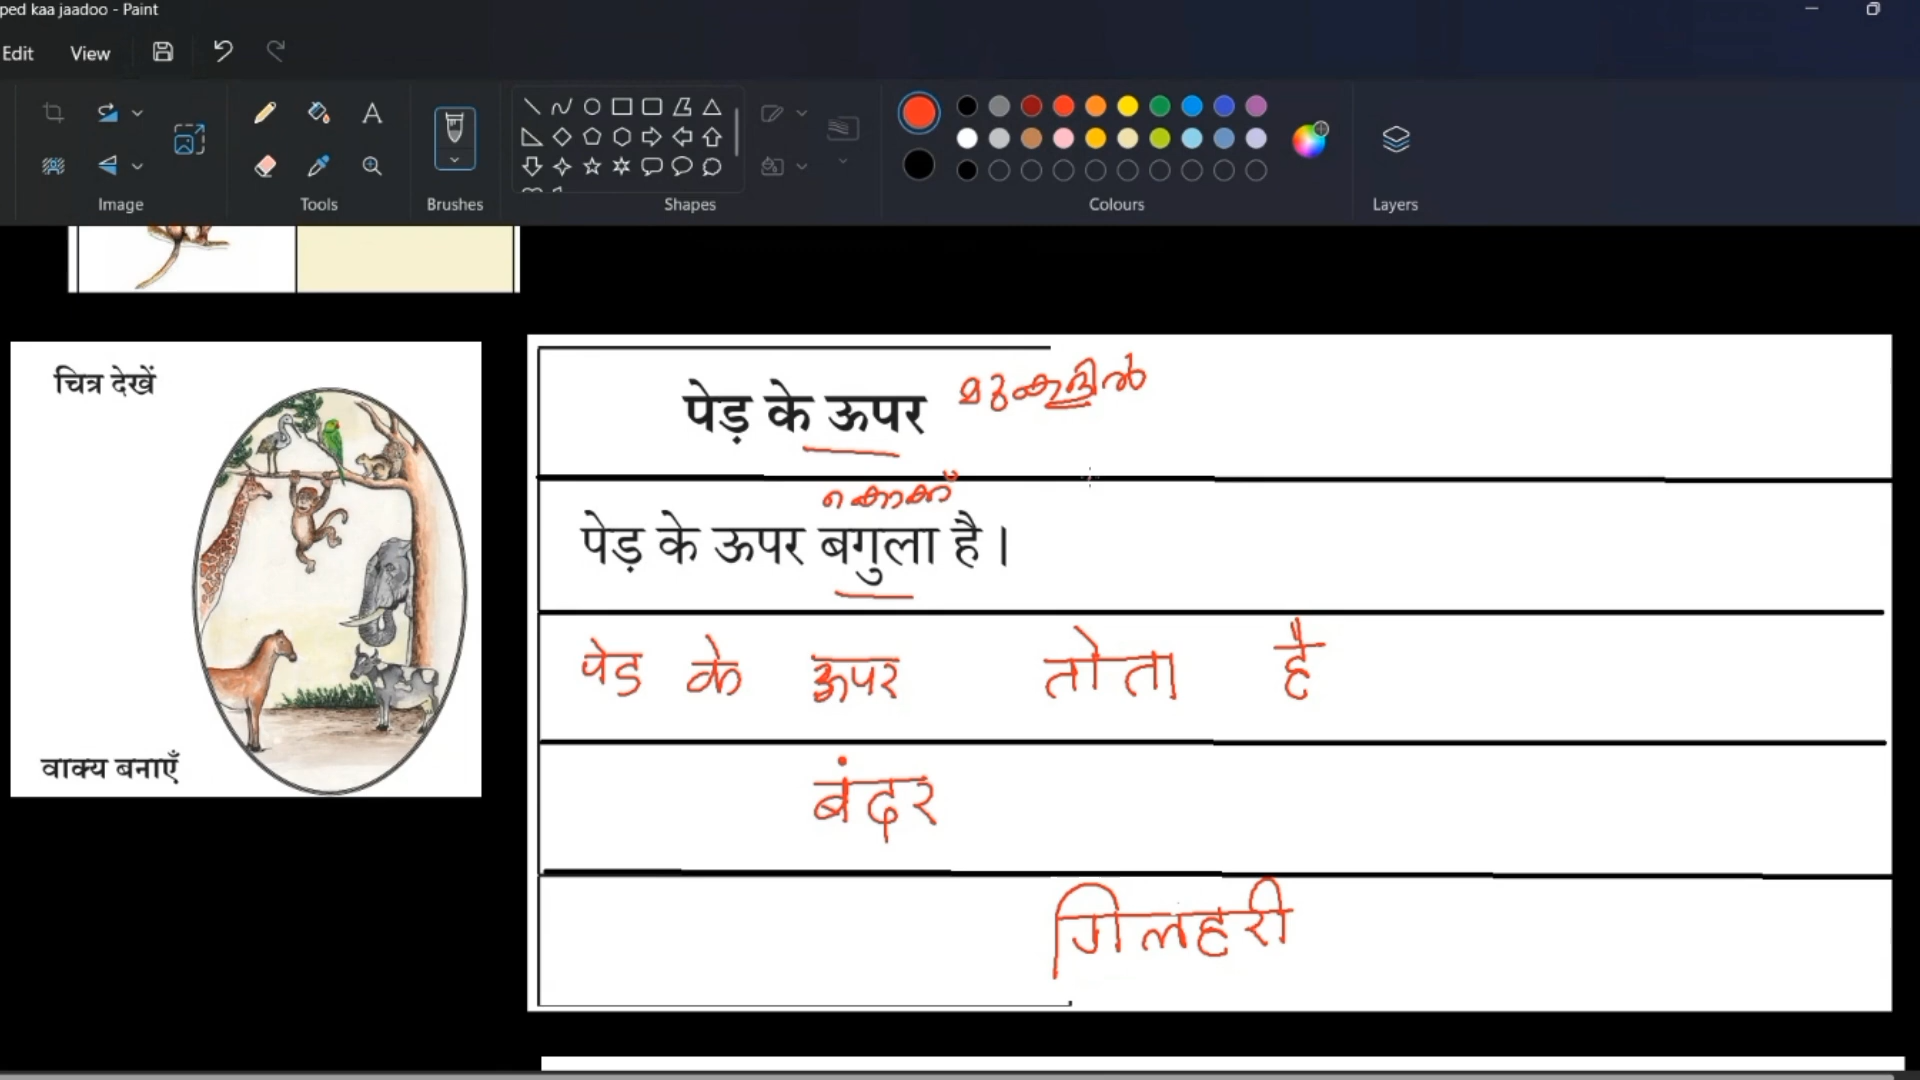 ped kaa jaadoo - Paint
Edit View
Image Tools Brushes Shapes Colours Layers
चित्र देखें
वाक्य बनाएँ
पेड़ के ऊपर മുകളിൽ
കൊക്ക്
पेड़ के ऊपर बगुला है।
पेड के ऊपर तोता है
बंदर
गिलहरी